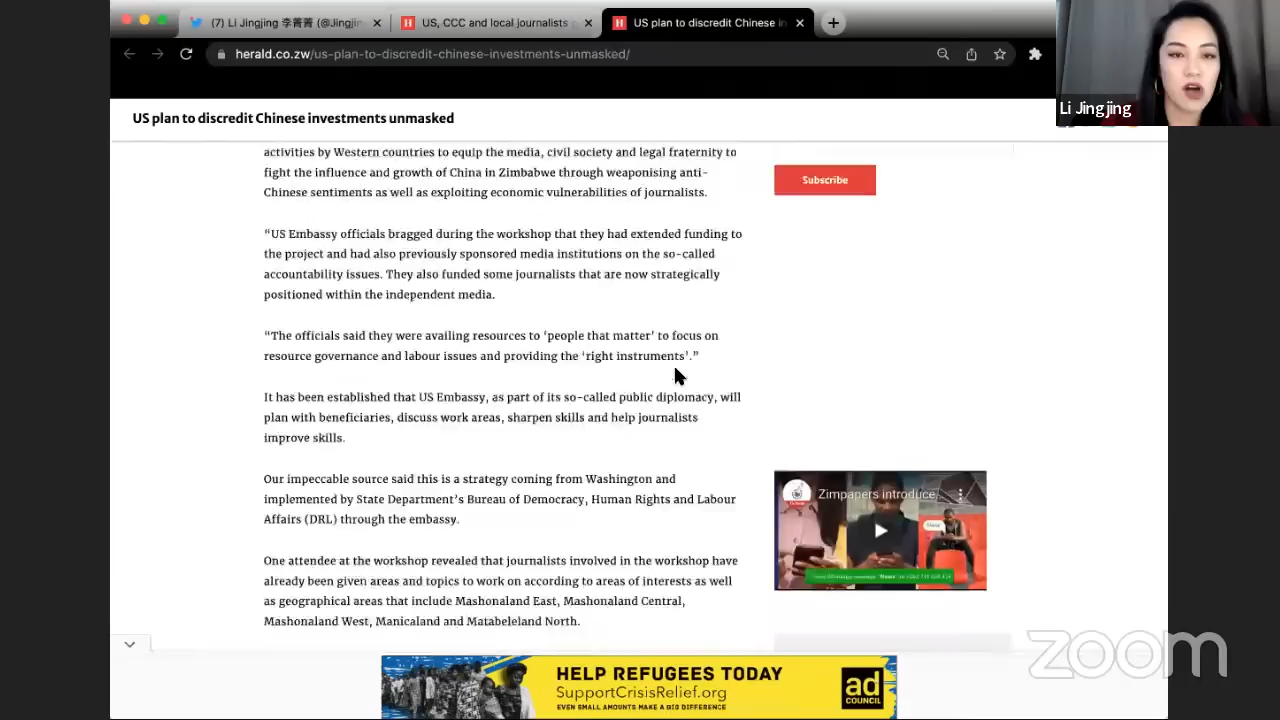 (7) Li Jingjing 李菁菁 (@Jingjin
US, CCC and local journalists
US plan to discredit Chinese in
herald.co.zw/us-plan-to-discredit-chinese-investments-unmasked/
Li Jingjing
US plan to discredit Chinese investments unmasked
activities by Western countries to equip the media, civil society and legal fraternity to
fight the influence and growth of China in Zimbabwe through weaponising anti-
Chinese sentiments as well as exploiting economic vulnerabilities of journalists.
Subscribe
“US Embassy officials bragged during the workshop that they had extended funding to
the project and had also previously sponsored media institutions on the so-called
accountability issues. They also funded some journalists that are now strategically
positioned within the independent media.
“The officials said they were availing resources to ‘people that matter’ to focus on
resource governance and labour issues and providing the ‘right instruments’.”
It has been established that US Embassy, as part of its so-called public diplomacy, will
plan with beneficiaries, discuss work areas, sharpen skills and help journalists
improve skills.
Our impeccable source said this is a strategy coming from Washington and
implemented by State Department’s Bureau of Democracy, Human Rights and Labour
Affairs (DRL) through the embassy.
Zimpapers introduce...
One attendee at the workshop revealed that journalists involved in the workshop have
already been given areas and topics to work on according to areas of interests as well
as geographical areas that include Mashonaland East, Mashonaland Central,
Mashonaland West, Manicaland and Matabeleland North.
zoom
HELP REFUGEES TODAY
SupportCrisisRelief.org
EVEN SMALL AMOUNTS MAKE A BIG DIFFERENCE
ad
COUNCIL